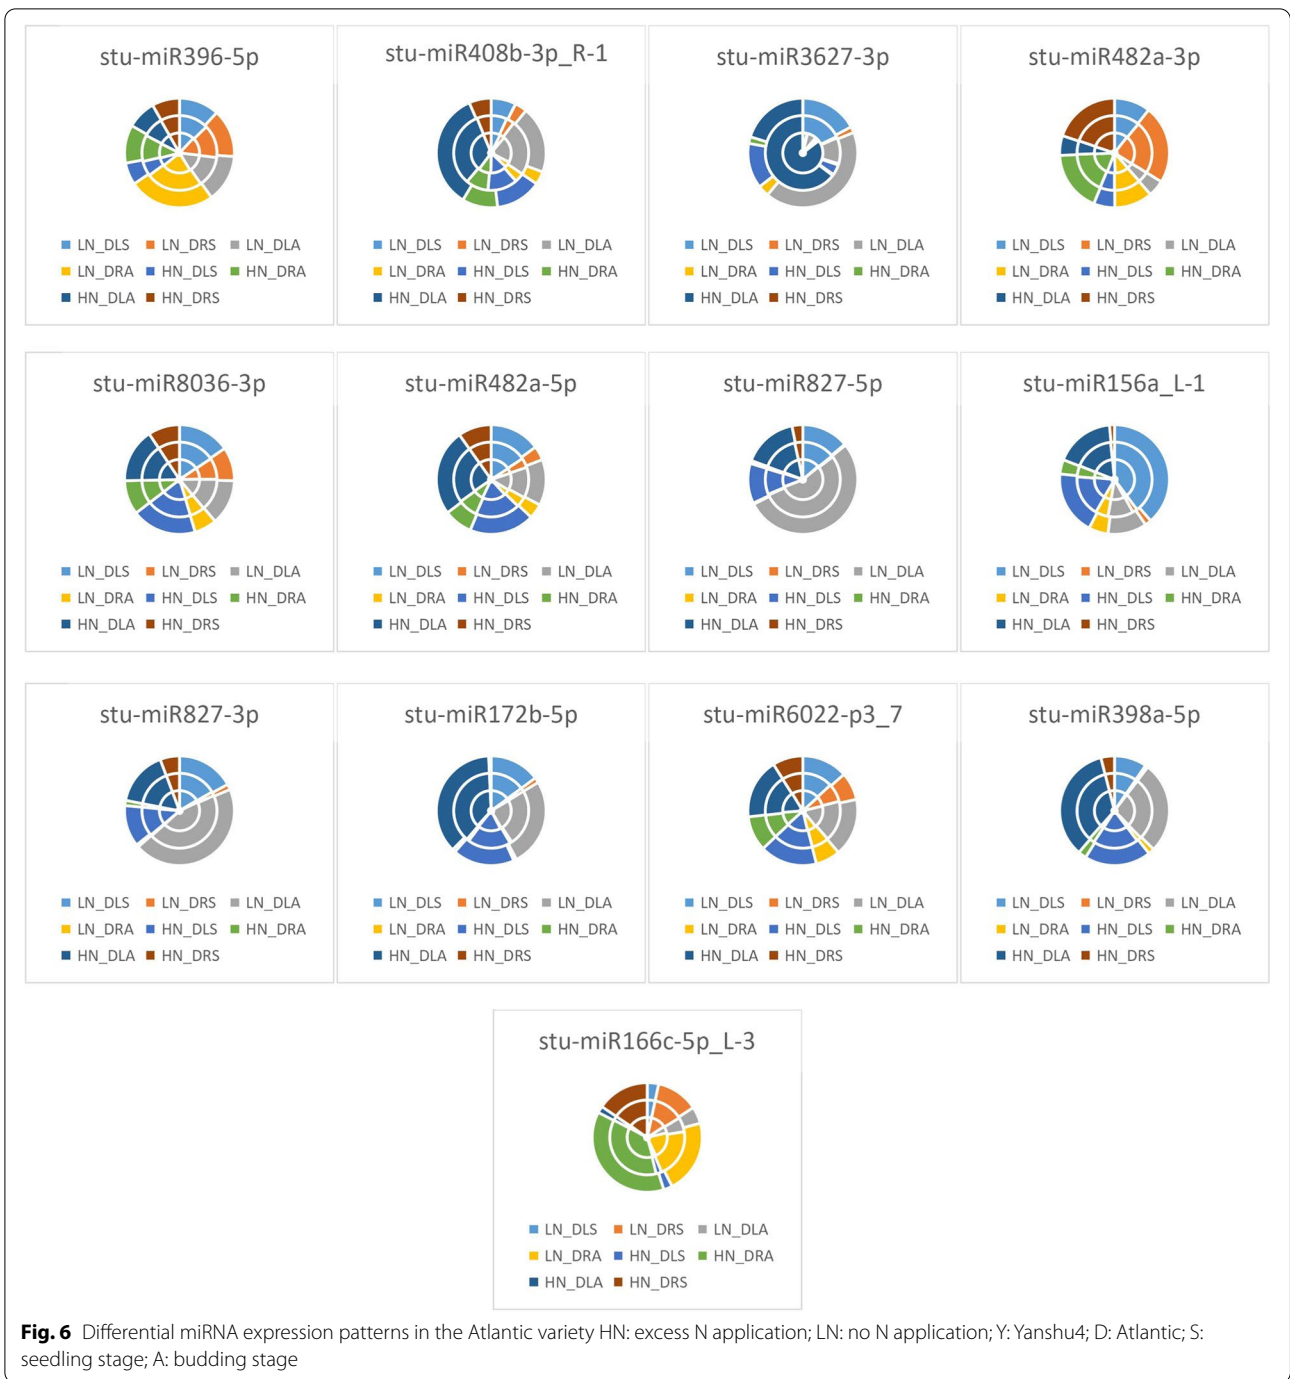 stu-miR396-5p
LN_DLS LN_DRS LN_DLA
LN_DRA HN_DLS HN_DRA
HN_DLA HN_DRS
stu-miR408b-3p_R-1
LN_DLS LN_DRS LN_DLA
LN_DRA HN_DLS HN_DRA
HN_DLA HN_DRS
stu-miR3627-3p
LN_DLS LN_DRS LN_DLA
LN_DRA HN_DLS HN_DRA
HN_DLA HN_DRS
stu-miR482a-3p
LN_DLS LN_DRS LN_DLA
LN_DRA HN_DLS HN_DRA
HN_DLA HN_DRS
stu-miR8036-3p
LN_DLS LN_DRS LN_DLA
LN_DRA HN_DLS HN_DRA
HN_DLA HN_DRS
stu-miR482a-5p
LN_DLS LN_DRS LN_DLA
LN_DRA HN_DLS HN_DRA
HN_DLA HN_DRS
stu-miR827-5p
LN_DLS LN_DRS LN_DLA
LN_DRA HN_DLS HN_DRA
HN_DLA HN_DRS
stu-miR156a_L-1
LN_DLS LN_DRS LN_DLA
LN_DRA HN_DLS HN_DRA
HN_DLA HN_DRS
stu-miR827-3p
LN_DLS LN_DRS LN_DLA
LN_DRA HN_DLS HN_DRA
HN_DLA HN_DRS
stu-miR172b-5p
LN_DLS LN_DRS LN_DLA
LN_DRA HN_DLS HN_DRA
HN_DLA HN_DRS
stu-miR6022-p3_7
LN_DLS LN_DRS LN_DLA
LN_DRA HN_DLS HN_DRA
HN_DLA HN_DRS
stu-miR398a-5p
LN_DLS LN_DRS LN_DLA
LN_DRA HN_DLS HN_DRA
HN_DLA HN_DRS
stu-miR166c-5p_L-3
LN_DLS LN_DRS LN_DLA
LN_DRA HN_DLS HN_DRA
HN_DLA HN_DRS
Fig. 6 Differential miRNA expression patterns in the Atlantic variety HN: excess N application; LN: no N application; Y: Yanshu4; D: Atlantic; S:
seedling stage; A: budding stage